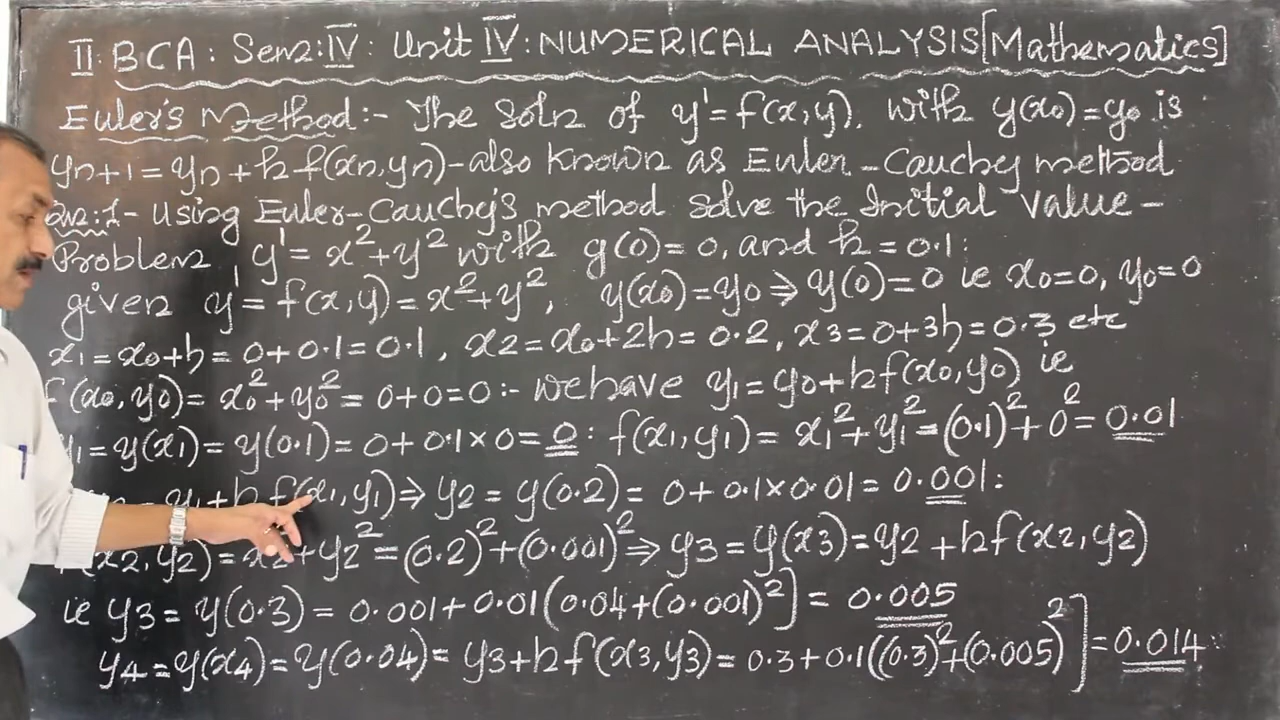 II: BCA: Sem: IV: Unit IV: NUMERICAL ANALYSIS[Mathematics]
Euler's Method:- The Soln of y' = f(x,y), with y(x0)=y0 is
yn+1 = yn + h f(xn,yn) - also known as Euler-Cauchy method
1 - Using Euler-Cauchy's method solve the Initial Value -
Problem y' = x²+y² with y(0)=0, and h=0.1:
given y' = f(x,y) = x²+y², y(x0)=y0 ⇒ y(0)=0 ie x0=0, y0=0
x1=x0+h=0+0.1=0.1, x2=x0+2h=0.2, x3=0+3h=0.3 etc
f(x0,y0)= x0²+y0² = 0+0=0 :- we have y1=y0+hf(x0,y0) ie
y1=y(x1)=y(0.1)=0+0.1×0=0: f(x1,y1)= x1²+y1²=(0.1)²+0²=0.01
= y1+h f(x1,y1) ⇒ y2 = y(0.2) = 0+0.1×0.01 = 0.001:
(x2,y2)=x2²+y2²=(0.2)²+(0.001)² ⇒ y3=y(x3)=y2+hf(x2,y2)
ie y3 = y(0.3) = 0.001+0.01(0.04+(0.001)²] = 0.005
y4=y(x4)=y(0.04)= y3+hf(x3,y3)=0.3+0.1((0.3)²+(0.005)²]=0.014: